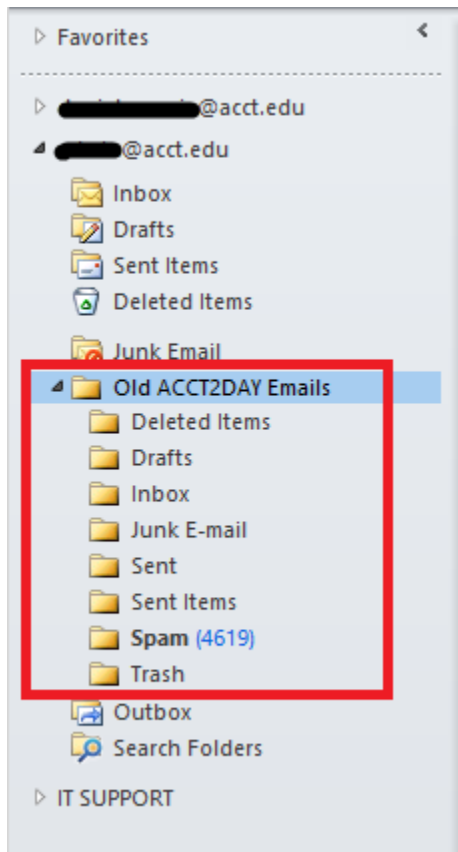 Favorites
@acct.edu
@acct.edu
Inbox
Drafts
Sent Items
Deleted Items
Junk Email
Old ACCT2DAY Emails
Deleted Items
Drafts
Inbox
Junk E-mail
Sent
Sent Items
Spam (4619)
Trash
Outbox
Search Folders
IT SUPPORT